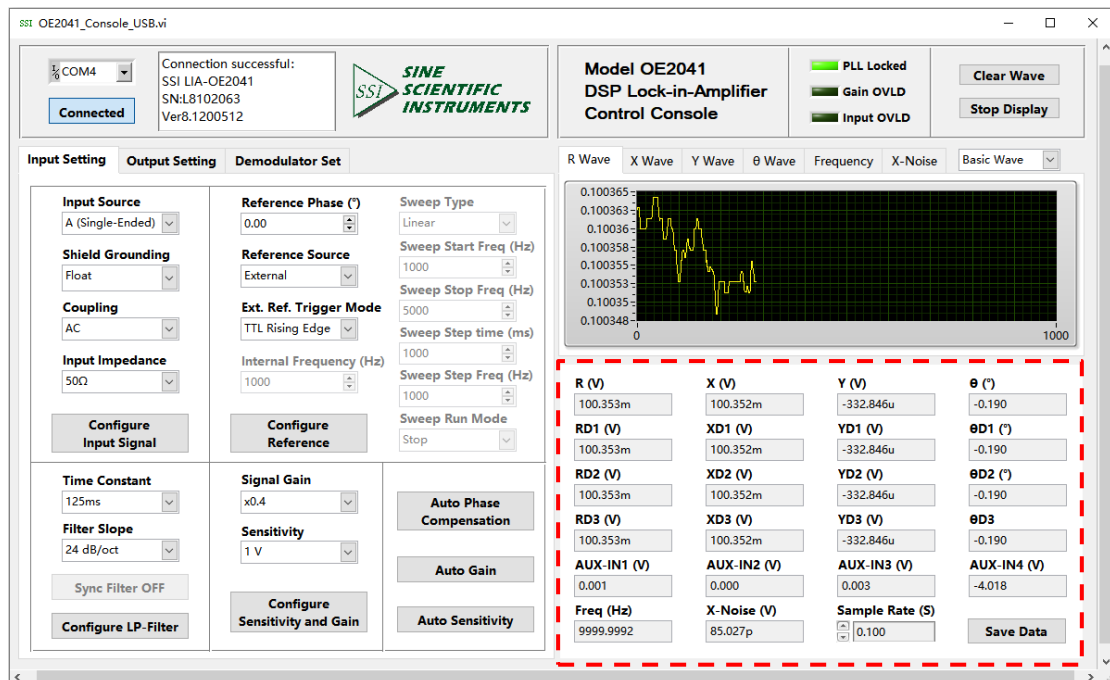 SSI OE2041_Console_USB.vi
I/O COM4
Connected
Connection successful:
SSI LIA-OE2041
SN:L8102063
Ver8.1200512
SSI
SINE
SCIENTIFIC
INSTRUMENTS
Model OE2041
DSP Lock-in-Amplifier
Control Console
PLL Locked
Gain OVLD
Input OVLD
Clear Wave
Stop Display
Input Setting
Output Setting
Demodulator Set
Input Source
A (Single-Ended)
Shield Grounding
Float
Coupling
AC
Input Impedance
50Ω
Configure
Input Signal
Reference Phase (°)
0.00
Reference Source
External
Ext. Ref. Trigger Mode
TTL Rising Edge
Internal Frequency (Hz)
1000
Configure
Reference
Sweep Type
Linear
Sweep Start Freq (Hz)
1000
Sweep Stop Freq (Hz)
5000
Sweep Step time (ms)
1000
Sweep Step Freq (Hz)
1000
Sweep Run Mode
Stop
Time Constant
125ms
Filter Slope
24 dB/oct
Sync Filter OFF
Configure LP-Filter
Signal Gain
x0.4
Sensitivity
1 V
Configure
Sensitivity and Gain
Auto Phase
Compensation
Auto Gain
Auto Sensitivity
R Wave
X Wave
Y Wave
θ Wave
Frequency
X-Noise
Basic Wave
0.100365
0.100363
0.10036
0.100358
0.100355
0.100353
0.10035
0.100348
0
1000
R (V) X (V) Y (V) θ (°)
100.353m 100.352m -332.846u -0.190
RD1 (V) XD1 (V) YD1 (V) θD1 (°)
100.353m 100.352m -332.846u -0.190
RD2 (V) XD2 (V) YD2 (V) θD2 (°)
100.353m 100.352m -332.846u -0.190
RD3 (V) XD3 (V) YD3 (V) θD3
100.353m 100.352m -332.846u -0.190
AUX-IN1 (V) AUX-IN2 (V) AUX-IN3 (V) AUX-IN4 (V)
0.001 0.000 0.003 -4.018
Freq (Hz) X-Noise (V) Sample Rate (S)
9999.9992 85.027p 0.100 Save Data